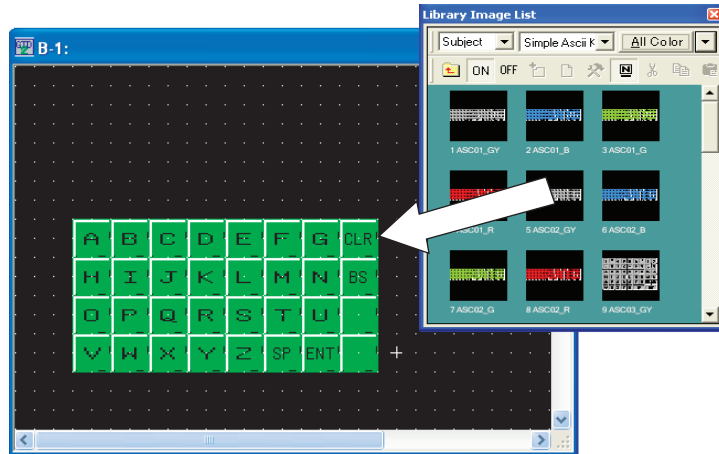 Library Image List
Subject Simple Ascii K All Color
ON OFF N
1 ASC01_GY 2 ASC01_B 3 ASC01_G
ASC01_R 5 ASC02_GY 6 ASC02_B
7 ASC02_G 8 ASC02_R 9 ASC03_GY
B-1:
A B C D E F G CLR
H I J K L M N BS
O P Q R S T U
V W X Y Z SP ENT